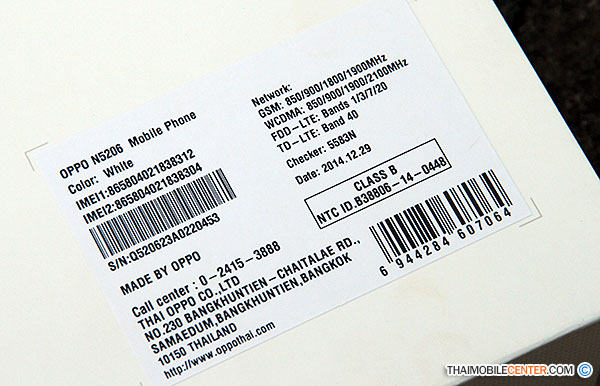 OPPO N5206 Mobile Phone
Color: White
IMEI1:865804021838312
IMEI2:865804021838304
S/N:Q520623A0220453
MADE BY OPPO
Call center : 0-2415-3888
THAI OPPO CO.,LTD
NO.230 BANGKHUNTIEN-CHAITALAE RD.,
SAMAEDUM,BANGKHUNTIEN,BANGKOK
10150 THAILAND
http://www.oppothai.com
Network:
GSM: 850/900/1800/1900MHz
WCDMA: 850/900/1900/2100MHz
FDD-LTE: Bands 1/3/7/20
TD-LTE: Band 40
Checker: 5583N
Date: 2014.12.29
CLASS B
NTC ID.B38806-14-0448
6 944284 607064
THAIMOBILECENTER.COM ©